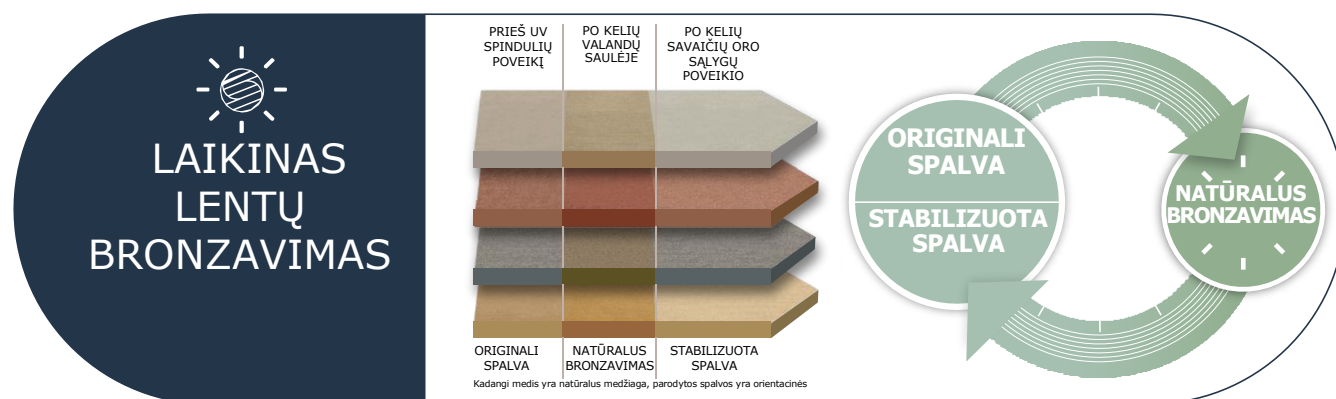 LAIKINAS
LENTŲ
BRONZAVIMAS
PRIEŠ UV
SPINDULIŲ
POVEIKĮ
PO KELIŲ
VALANDŲ
SAULĖJE
PO KELIŲ
SAVAIČIŲ ORO
SĄLYGŲ
POVEIKIO
ORIGINALI
SPALVA
NATŪRALUS
BRONZAVIMAS
STABILIZUOTA
SPALVA
Kadangi medis yra natūralus medžiaga, parodytos spalvos yra orientacinės
ORIGINALI
SPALVA
STABILIZUOTA
SPALVA
NATŪRALUS
BRONZAVIMAS